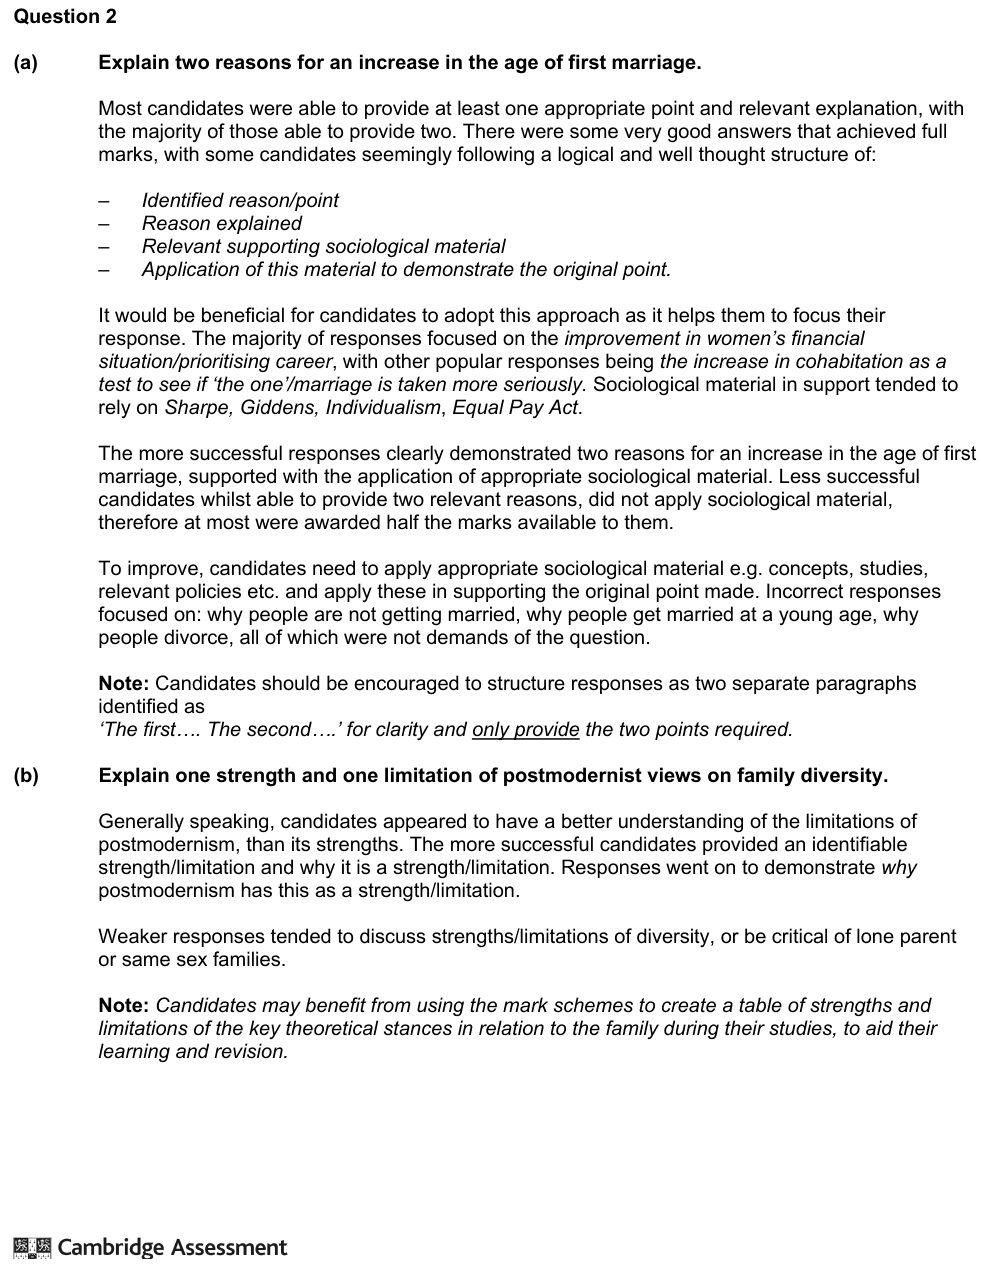 Question 2
(a) Explain two reasons for an increase in the age of first marriage.
Most candidates were able to provide at least one appropriate point and relevant explanation, with
the majority of those able to provide two. There were some very good answers that achieved full
marks, with some candidates seemingly following a logical and well thought structure of:
– Identified reason/point
– Reason explained
– Relevant supporting sociological material
– Application of this material to demonstrate the original point.
It would be beneficial for candidates to adopt this approach as it helps them to focus their
response. The majority of responses focused on the improvement in women’s financial
situation/prioritising career, with other popular responses being the increase in cohabitation as a
test to see if ‘the one’/marriage is taken more seriously. Sociological material in support tended to
rely on Sharpe, Giddens, Individualism, Equal Pay Act.
The more successful responses clearly demonstrated two reasons for an increase in the age of first
marriage, supported with the application of appropriate sociological material. Less successful
candidates whilst able to provide two relevant reasons, did not apply sociological material,
therefore at most were awarded half the marks available to them.
To improve, candidates need to apply appropriate sociological material e.g. concepts, studies,
relevant policies etc. and apply these in supporting the original point made. Incorrect responses
focused on: why people are not getting married, why people get married at a young age, why
people divorce, all of which were not demands of the question.
Note: Candidates should be encouraged to structure responses as two separate paragraphs
identified as
‘The first…. The second….’ for clarity and only provide the two points required.
(b) Explain one strength and one limitation of postmodernist views on family diversity.
Generally speaking, candidates appeared to have a better understanding of the limitations of
postmodernism, than its strengths. The more successful candidates provided an identifiable
strength/limitation and why it is a strength/limitation. Responses went on to demonstrate why
postmodernism has this as a strength/limitation.
Weaker responses tended to discuss strengths/limitations of diversity, or be critical of lone parent
or same sex families.
Note: Candidates may benefit from using the mark schemes to create a table of strengths and
limitations of the key theoretical stances in relation to the family during their studies, to aid their
learning and revision.
Cambridge Assessment